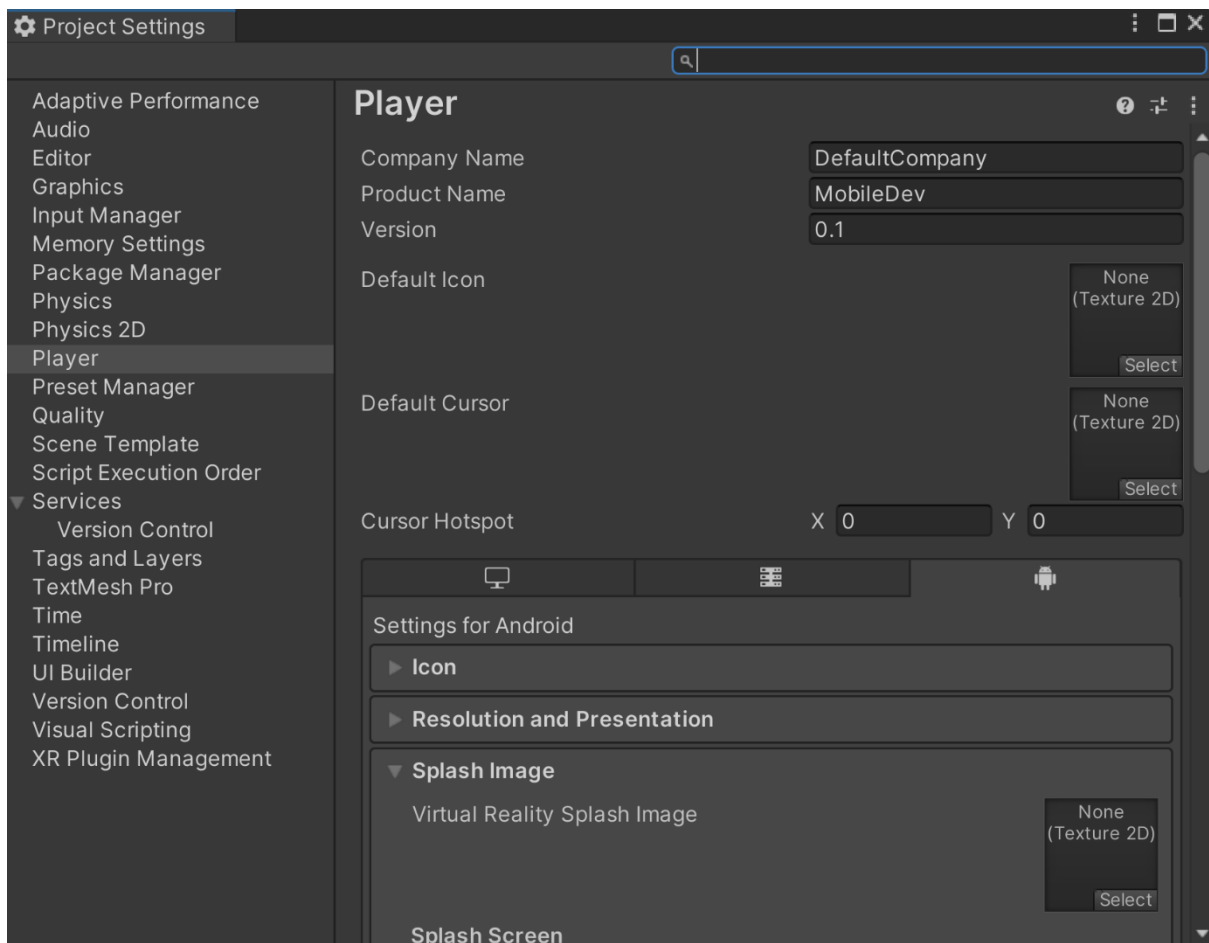 Project Settings
Adaptive Performance
Audio
Editor
Graphics
Input Manager
Memory Settings
Package Manager
Physics
Physics 2D
Player
Preset Manager
Quality
Scene Template
Script Execution Order
Services
Version Control
Tags and Layers
TextMesh Pro
Time
Timeline
UI Builder
Version Control
Visual Scripting
XR Plugin Management
Player
Company Name DefaultCompany
Product Name MobileDev
Version 0.1
Default Icon
None
(Texture 2D)
Select
Default Cursor
None
(Texture 2D)
Select
Cursor Hotspot X 0 Y 0
Settings for Android
Icon
Resolution and Presentation
Splash Image
Virtual Reality Splash Image
None
(Texture 2D)
Select
Splash Screen